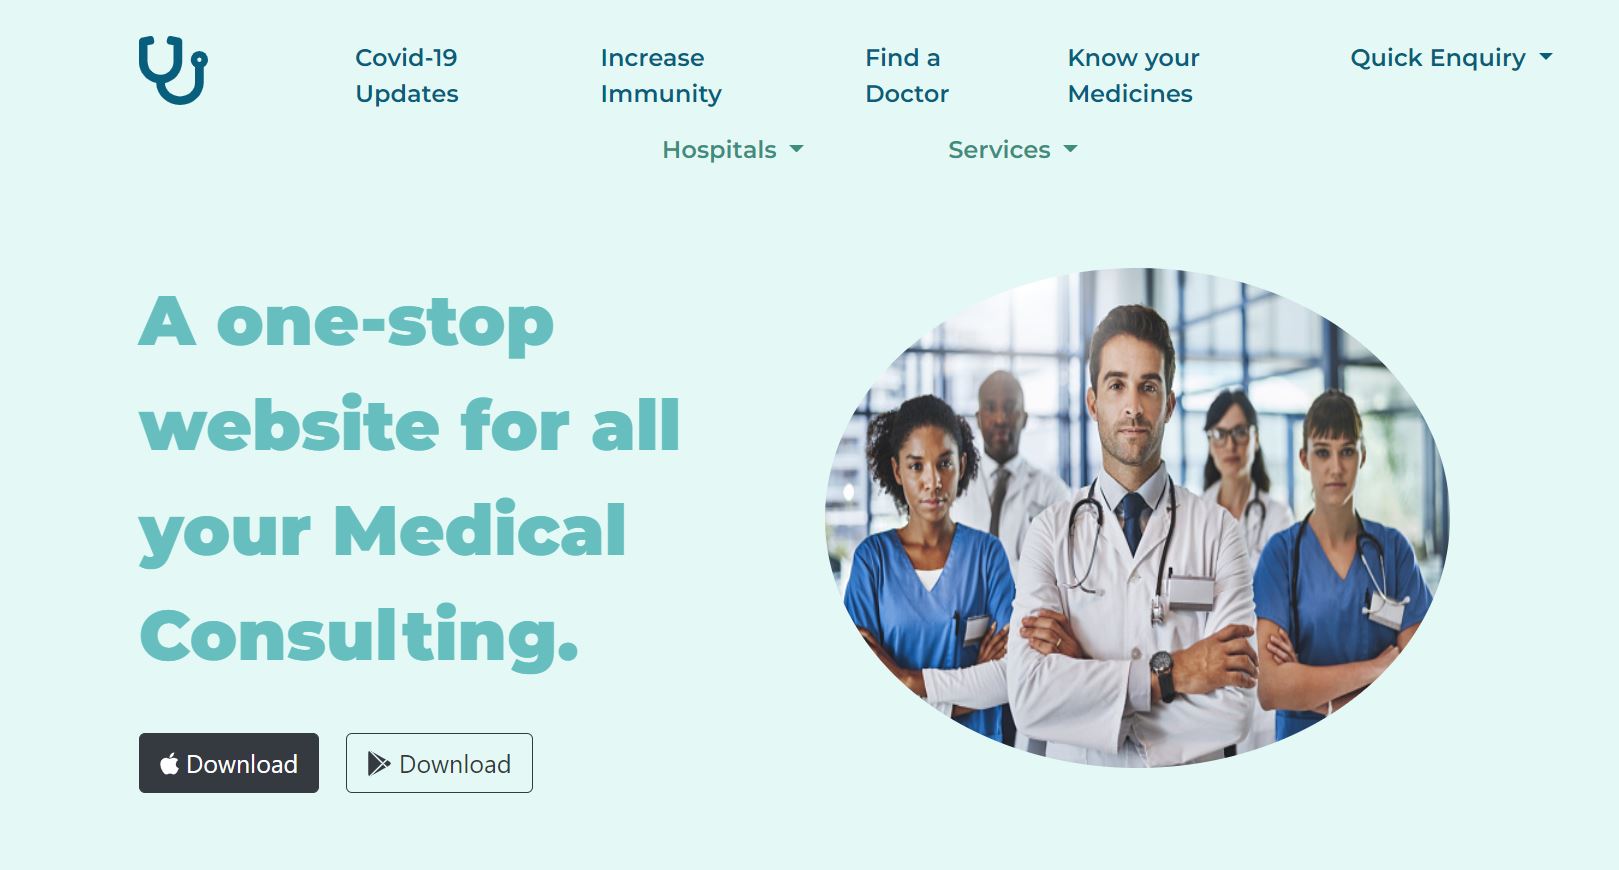 Covid-19
Updates
Increase
Immunity
Find a
Doctor
Know your
Medicines
Quick Enquiry
Hospitals
Services
A one-stop
website for all
your Medical
Consulting.
Download
Download